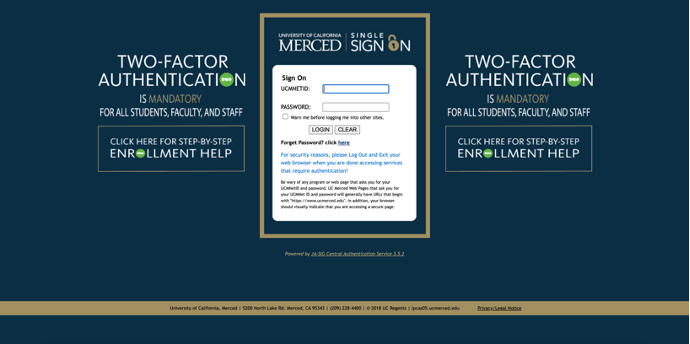 UNIVERSITY OF CALIFORNIA
MERCED
SINGLE
SIGN ON
TWO-FACTOR
AUTHENTICATION
DUO
IS MANDATORY
FOR ALL STUDENTS, FACULTY, AND STAFF
CLICK HERE FOR STEP-BY-STEP
ENROLLMENT HELP
Sign On
UCMNETID:
PASSWORD:
Warn me before logging me into other sites.
LOGIN CLEAR
Forget Password? click here
For security reasons, please Log Out and Exit your
web browser when you are done accessing services
that require authentication!
Be wary of any program or web page that asks you for your
UCMNetID and password. UC Merced Web Pages that ask you for
your UCMNet ID and password will generally have URLs that begin
with "https://www.ucmerced.edu". In addition, your browser
should visually indicate that you are accessing a secure page.
TWO-FACTOR
AUTHENTICATION
DUO
IS MANDATORY
FOR ALL STUDENTS, FACULTY, AND STAFF
CLICK HERE FOR STEP-BY-STEP
ENROLLMENT HELP
Powered by JA-SIG Central Authentication Service 3.5.2
University of California, Merced | 5200 North Lake Rd. Merced, CA 95343 | (209) 228-4400 | © 2018 UC Regents | ipcas05.ucmerced.edu Privacy/Legal Notice